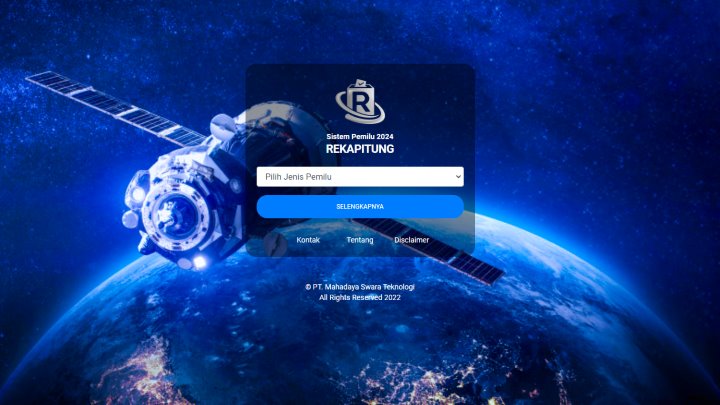 R
Sistem Pemilu 2024
REKAPITUNG
Pilih Jenis Pemilu
SELENGKAPNYA
Kontak Tentang Disclaimer
© PT. Mahadaya Swara Teknologi
All Rights Reserved 2022